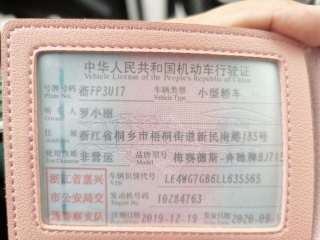 中华人民共和国机动车行驶证
Vehicle License of the People's Republic of China
号牌号码 浙FP3U17 车辆类型 小型轿车
Plate No. Vehicle Type
所有人 罗小丽
住址 浙江省桐乡市梧桐街道新民南路185号
使用性质 非营运 品牌型号 梅赛德斯-奔驰牌BJ715
Model
浙江省嘉兴 车辆识别代号 LE4WG7GB6LL635565
VIN
市公安局交 发动机号码 10284763
Engine No.
通警察支队 注册日期 2019-12-19 发证日期 2020-09-1